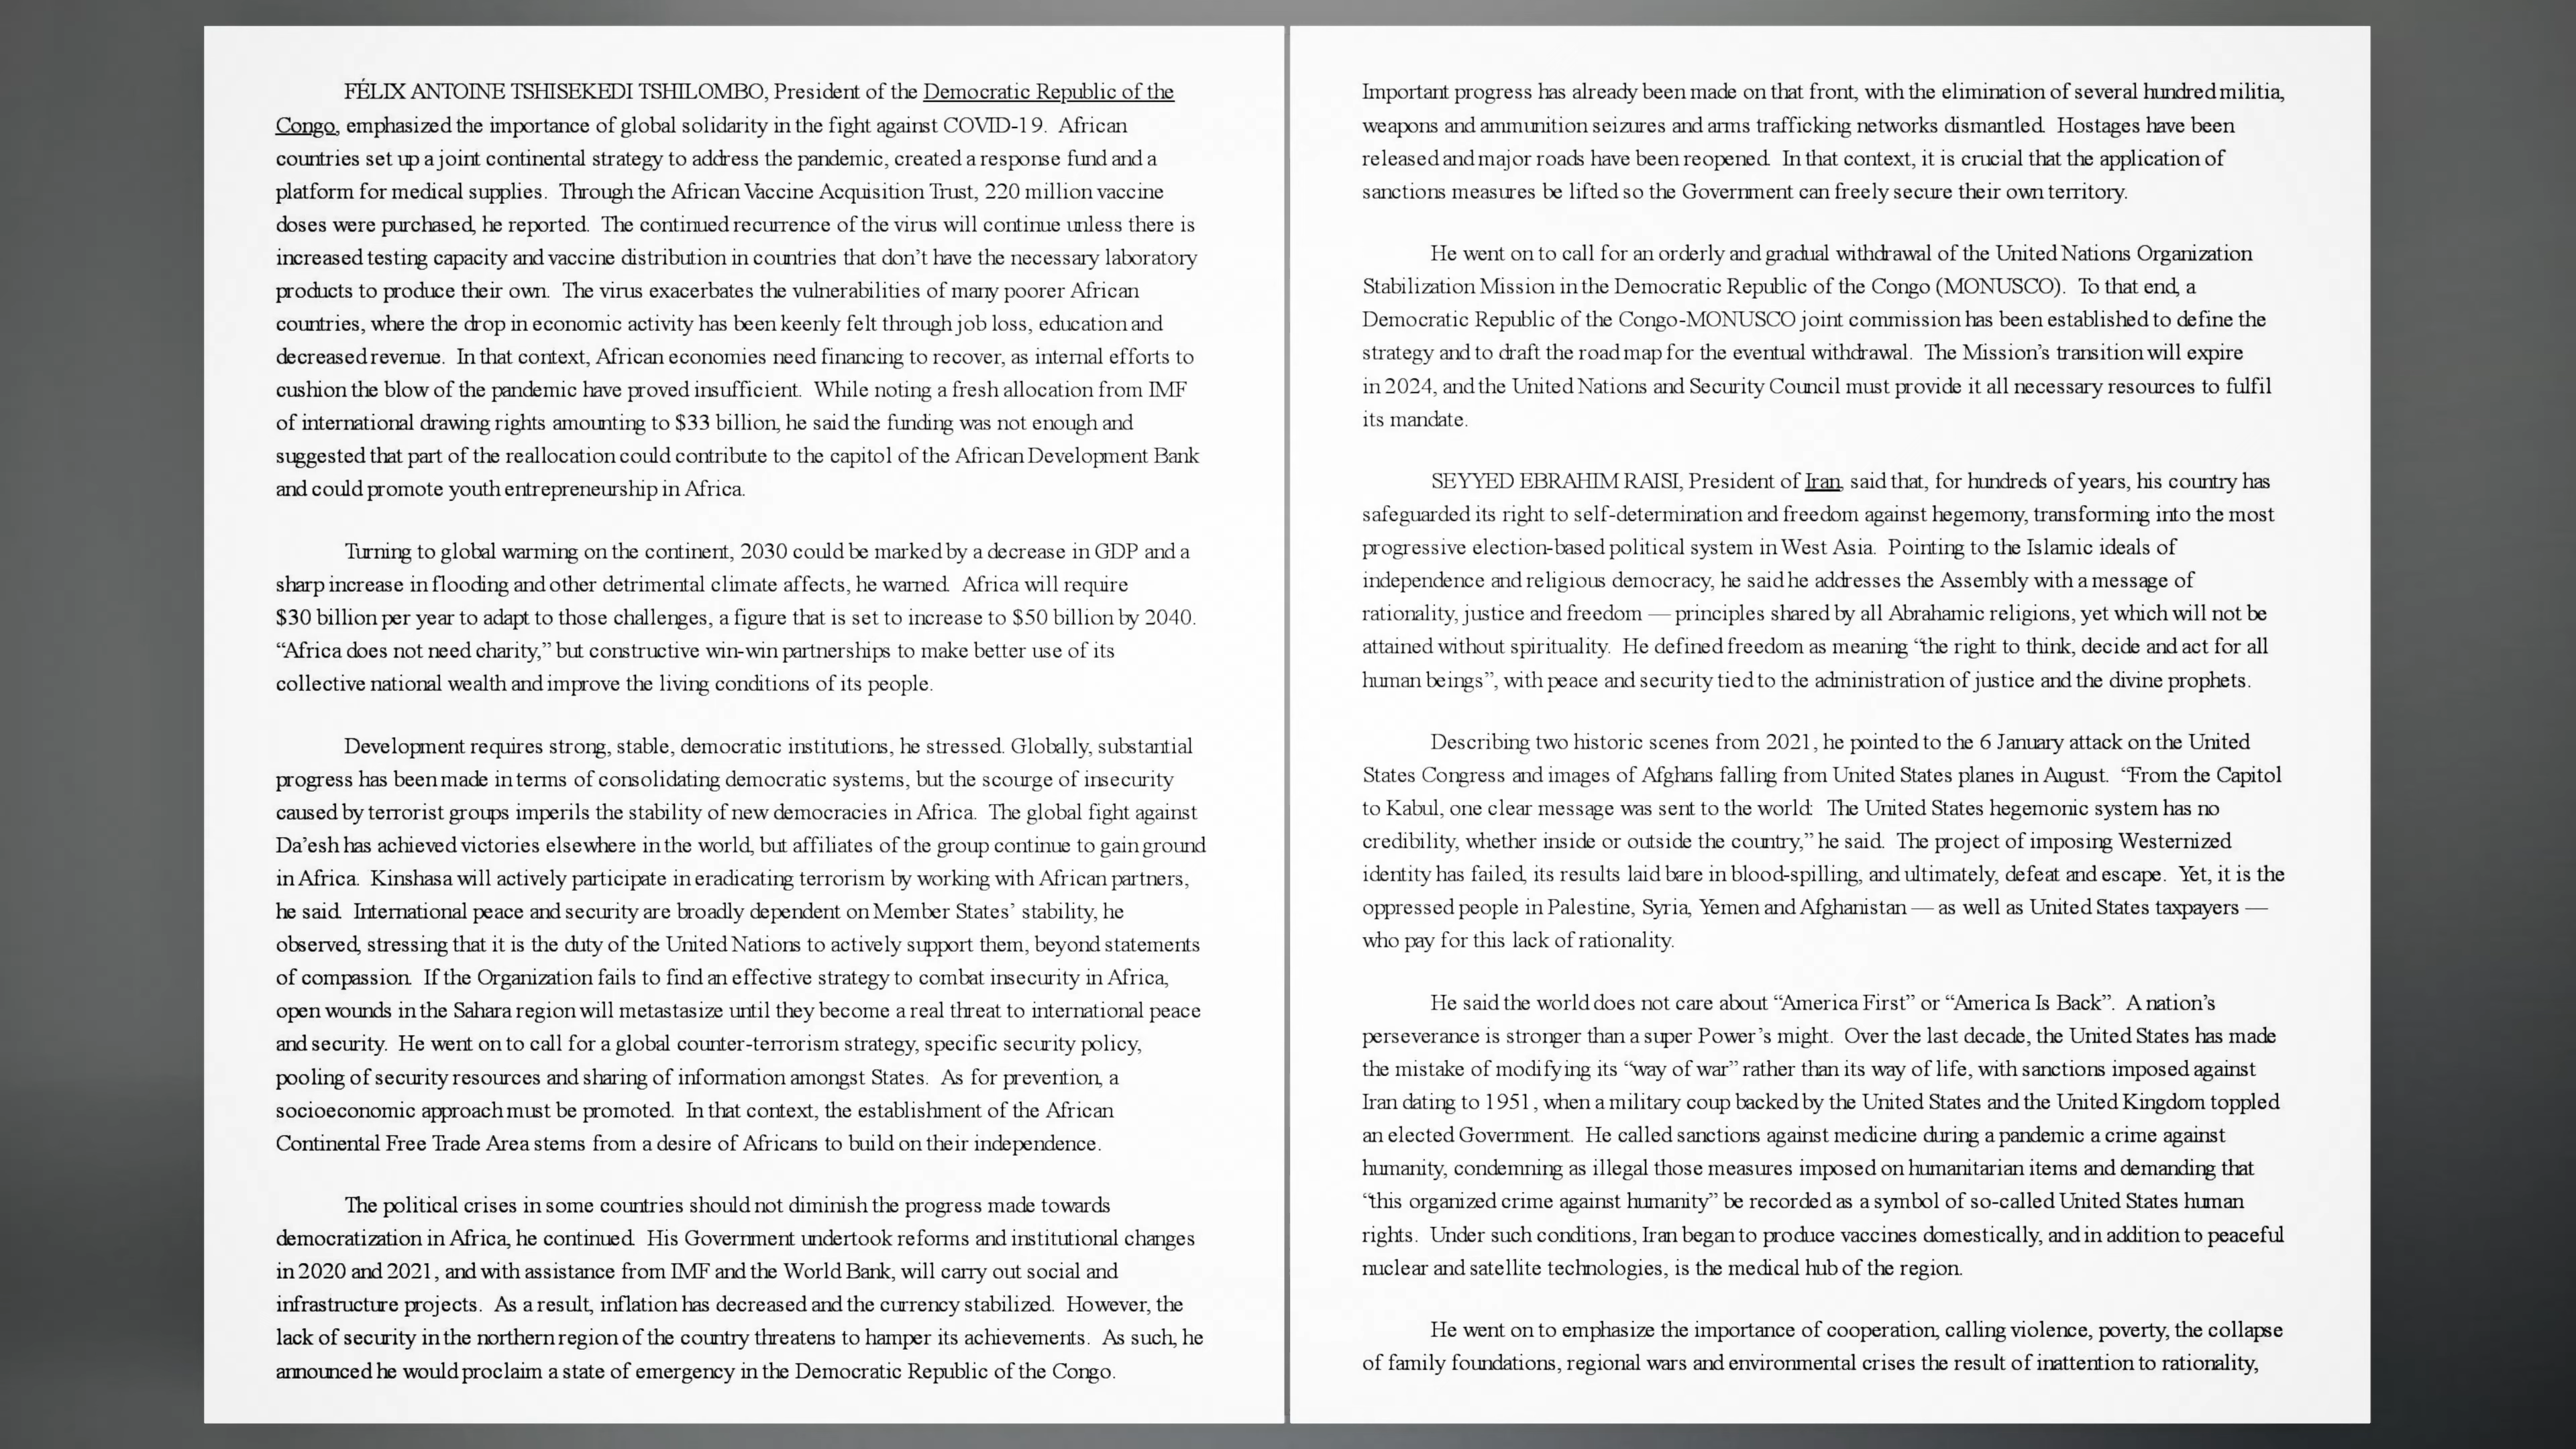 FÉLIX ANTOINE TSHISEKEDI TSHILOMBO, President of the Democratic Republic of the
Congo, emphasized the importance of global solidarity in the fight against COVID-19. African
countries set up a joint continental strategy to address the pandemic, created a response fund and a
platform for medical supplies. Through the African Vaccine Acquisition Trust, 220 million vaccine
doses were purchased, he reported. The continued recurrence of the virus will continue unless there is
increased testing capacity and vaccine distribution in countries that don’t have the necessary laboratory
products to produce their own. The virus exacerbates the vulnerabilities of many poorer African
countries, where the drop in economic activity has been keenly felt through job loss, education and
decreased revenue. In that context, African economies need financing to recover, as internal efforts to
cushion the blow of the pandemic have proved insufficient. While noting a fresh allocation from IMF
of international drawing rights amounting to $33 billion, he said the funding was not enough and
suggested that part of the reallocation could contribute to the capitol of the African Development Bank
and could promote youth entrepreneurship in Africa.
Turning to global warming on the continent, 2030 could be marked by a decrease in GDP and a
sharp increase in flooding and other detrimental climate affects, he warned. Africa will require
$30 billion per year to adapt to those challenges, a figure that is set to increase to $50 billion by 2040.
“Africa does not need charity,” but constructive win-win partnerships to make better use of its
collective national wealth and improve the living conditions of its people.
Development requires strong, stable, democratic institutions, he stressed. Globally, substantial
progress has been made in terms of consolidating democratic systems, but the scourge of insecurity
caused by terrorist groups imperils the stability of new democracies in Africa. The global fight against
Da’esh has achieved victories elsewhere in the world, but affiliates of the group continue to gain ground
in Africa. Kinshasa will actively participate in eradicating terrorism by working with African partners,
he said. International peace and security are broadly dependent on Member States’ stability, he
observed, stressing that it is the duty of the United Nations to actively support them, beyond statements
of compassion. If the Organization fails to find an effective strategy to combat insecurity in Africa,
open wounds in the Sahara region will metastasize until they become a real threat to international peace
and security. He went on to call for a global counter-terrorism strategy, specific security policy,
pooling of security resources and sharing of information amongst States. As for prevention, a
socioeconomic approach must be promoted. In that context, the establishment of the African
Continental Free Trade Area stems from a desire of Africans to build on their independence.
The political crises in some countries should not diminish the progress made towards
democratization in Africa, he continued. His Government undertook reforms and institutional changes
in 2020 and 2021, and with assistance from IMF and the World Bank, will carry out social and
infrastructure projects. As a result, inflation has decreased and the currency stabilized. However, the
lack of security in the northern region of the country threatens to hamper its achievements. As such, he
announced he would proclaim a state of emergency in the Democratic Republic of the Congo.
Important progress has already been made on that front, with the elimination of several hundred militia,
weapons and ammunition seizures and arms trafficking networks dismantled. Hostages have been
released and major roads have been reopened. In that context, it is crucial that the application of
sanctions measures be lifted so the Government can freely secure their own territory.
He went on to call for an orderly and gradual withdrawal of the United Nations Organization
Stabilization Mission in the Democratic Republic of the Congo (MONUSCO). To that end, a
Democratic Republic of the Congo-MONUSCO joint commission has been established to define the
strategy and to draft the road map for the eventual withdrawal. The Mission’s transition will expire
in 2024, and the United Nations and Security Council must provide it all necessary resources to fulfil
its mandate.
SEYYED EBRAHIM RAISI, President of Iran, said that, for hundreds of years, his country has
safeguarded its right to self-determination and freedom against hegemony, transforming into the most
progressive election-based political system in West Asia. Pointing to the Islamic ideals of
independence and religious democracy, he said he addresses the Assembly with a message of
rationality, justice and freedom — principles shared by all Abrahamic religions, yet which will not be
attained without spirituality. He defined freedom as meaning “the right to think, decide and act for all
human beings”, with peace and security tied to the administration of justice and the divine prophets.
Describing two historic scenes from 2021, he pointed to the 6 January attack on the United
States Congress and images of Afghans falling from United States planes in August. “From the Capitol
to Kabul, one clear message was sent to the world: The United States hegemonic system has no
credibility, whether inside or outside the country,” he said. The project of imposing Westernized
identity has failed, its results laid bare in blood-spilling, and ultimately, defeat and escape. Yet, it is the
oppressed people in Palestine, Syria, Yemen and Afghanistan — as well as United States taxpayers —
who pay for this lack of rationality.
He said the world does not care about “America First” or “America Is Back”. A nation’s
perseverance is stronger than a super Power’s might. Over the last decade, the United States has made
the mistake of modifying its “way of war” rather than its way of life, with sanctions imposed against
Iran dating to 1951, when a military coup backed by the United States and the United Kingdom toppled
an elected Government. He called sanctions against medicine during a pandemic a crime against
humanity, condemning as illegal those measures imposed on humanitarian items and demanding that
“this organized crime against humanity” be recorded as a symbol of so-called United States human
rights. Under such conditions, Iran began to produce vaccines domestically, and in addition to peaceful
nuclear and satellite technologies, is the medical hub of the region.
He went on to emphasize the importance of cooperation, calling violence, poverty, the collapse
of family foundations, regional wars and environmental crises the result of inattention to rationality,